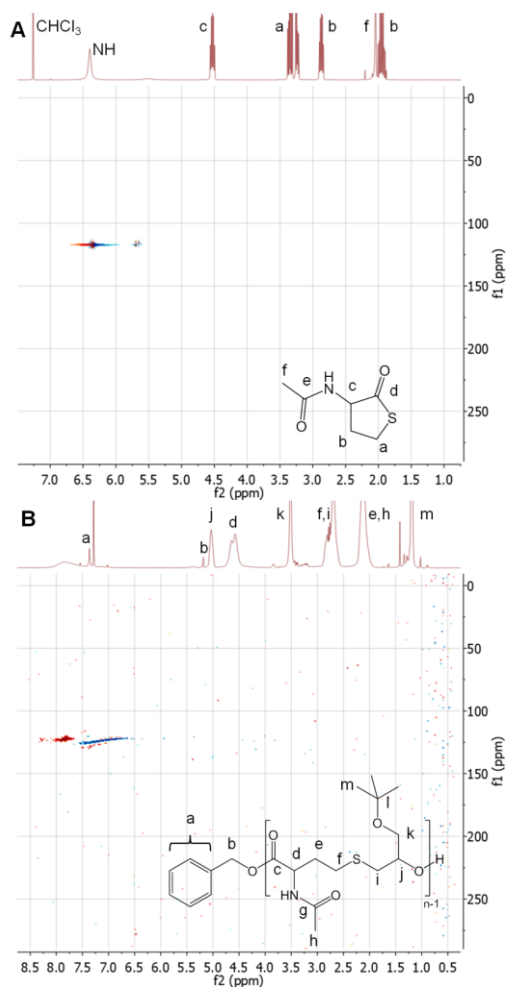 A
CHCl3
NH
c
a
b
f
b
0
50
100
150
200
250
f1 (ppm)
f
e
H
N
c
O
d
O
S
b
a
7.0 6.5 6.0 5.5 5.0 4.5 4.0 3.5 3.0 2.5 2.0 1.5 1.0
f2 (ppm)
B
a
b
j
d
k
f,i
e,h
m
0
50
100
150
200
250
f1 (ppm)
m
l
O
k
a
b
O
e
O
c
d
f
S
i
j
O
H
HN
g
O
h
n-1
8.5 8.0 7.5 7.0 6.5 6.0 5.5 5.0 4.5 4.0 3.5 3.0 2.5 2.0 1.5 1.0 0.5
f2 (ppm)